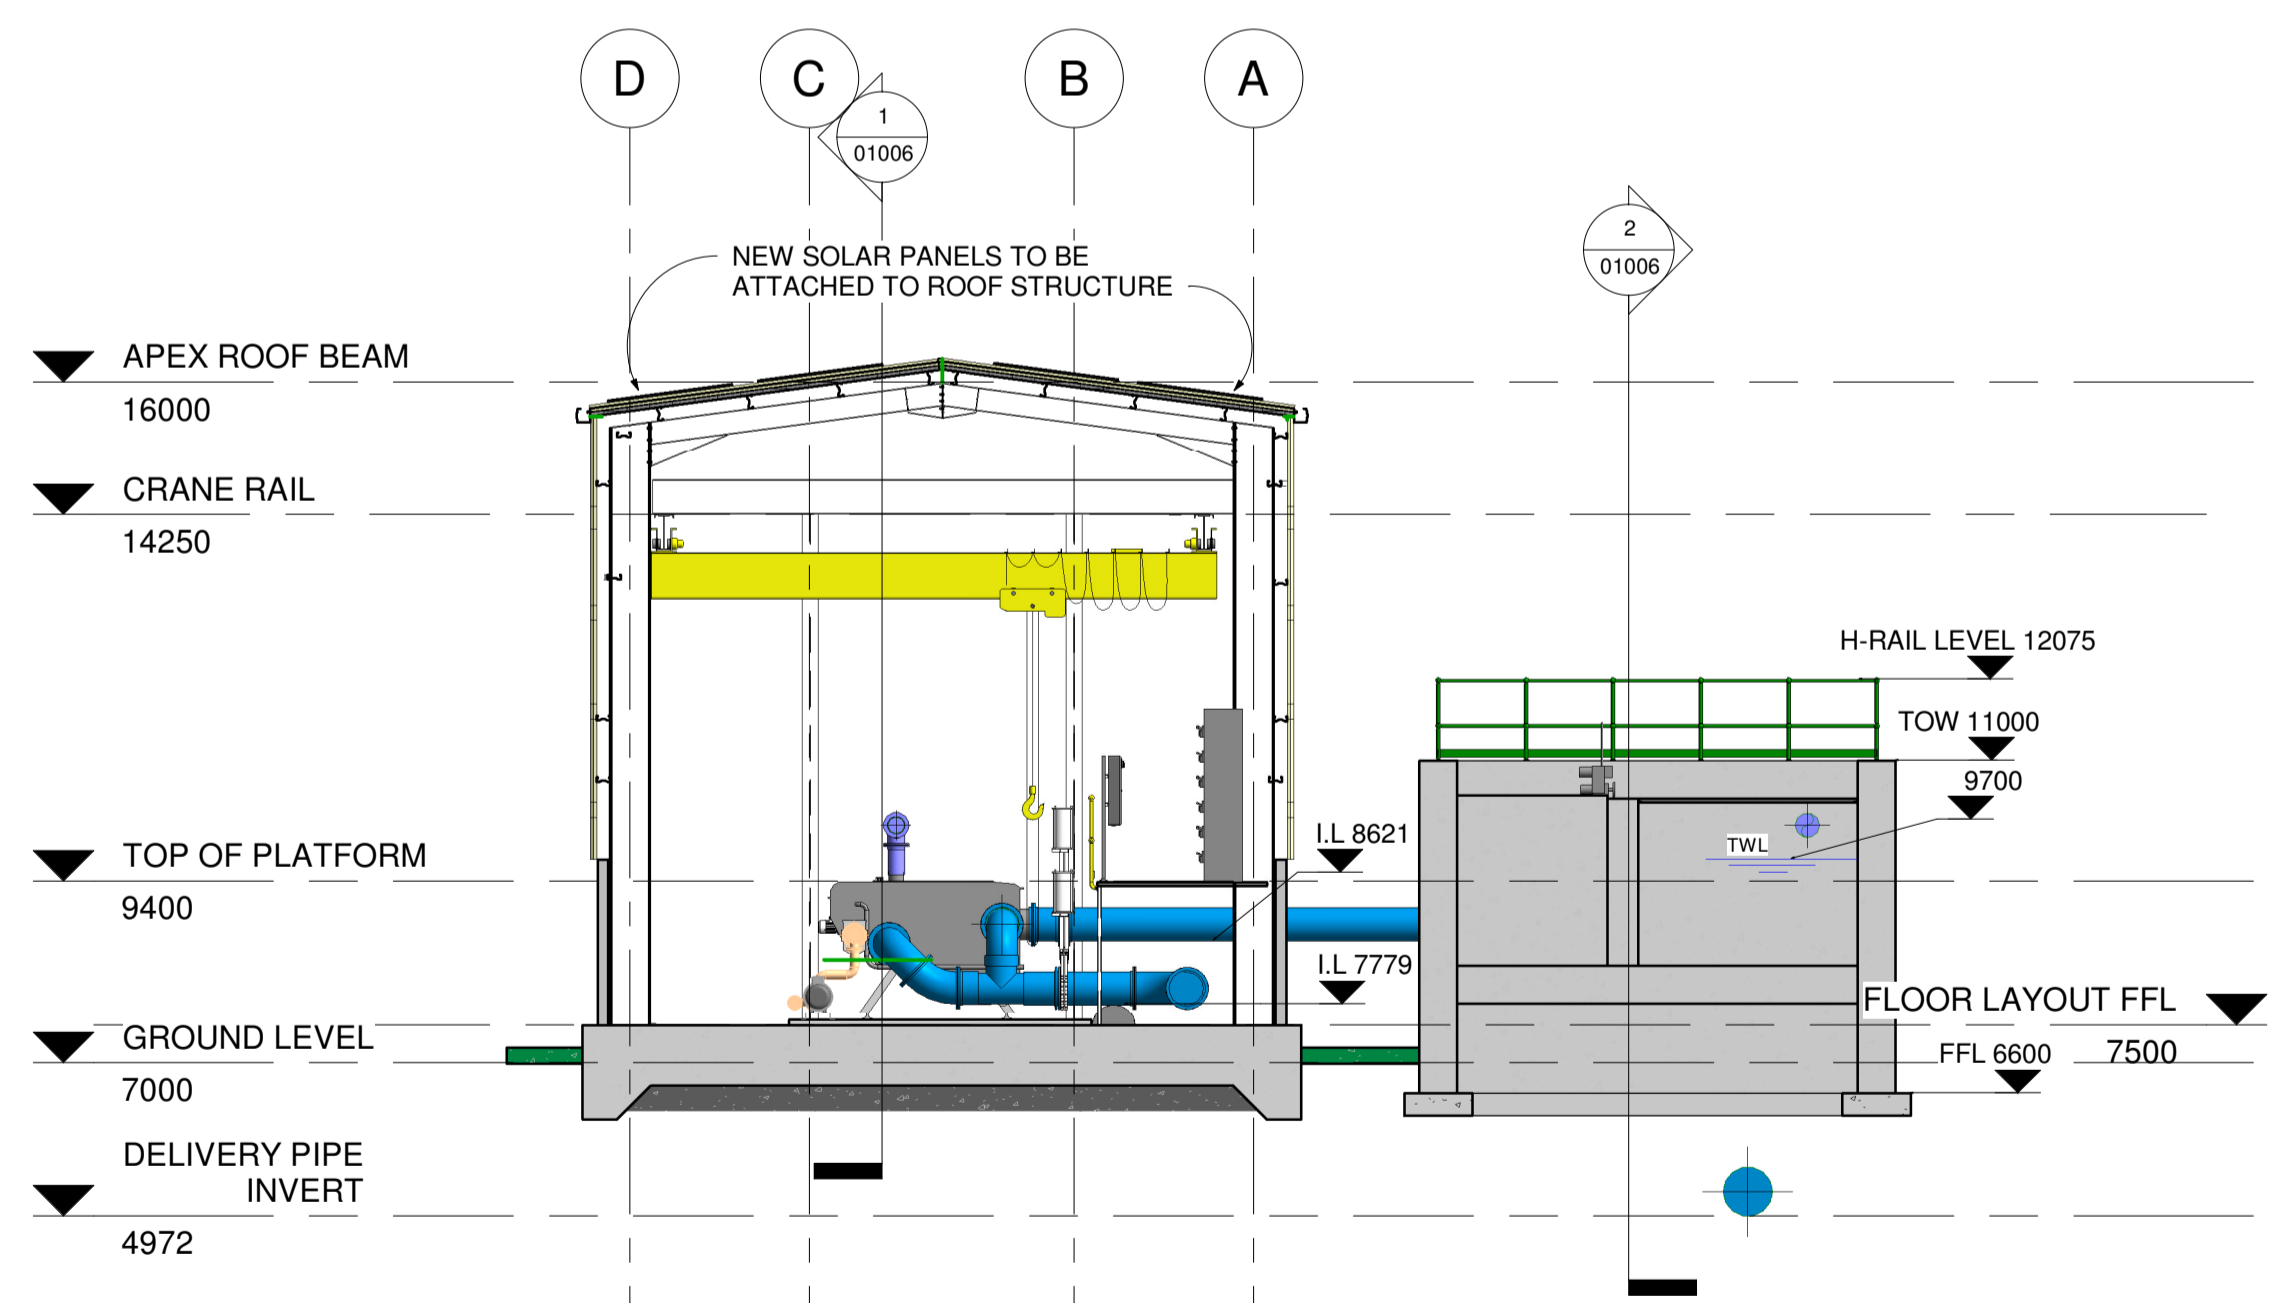 D
C
B
A
1
01006
2
01006
NEW SOLAR PANELS TO BE
ATTACHED TO ROOF STRUCTURE
APEX ROOF BEAM
16000
CRANE RAIL
14250
H-RAIL LEVEL 12075
TOW 11000
9700
TWL
I.L 8621
TOP OF PLATFORM
9400
I.L 7779
FLOOR LAYOUT FFL
7500
GROUND LEVEL
7000
FFL 6600
DELIVERY PIPE
INVERT
4972